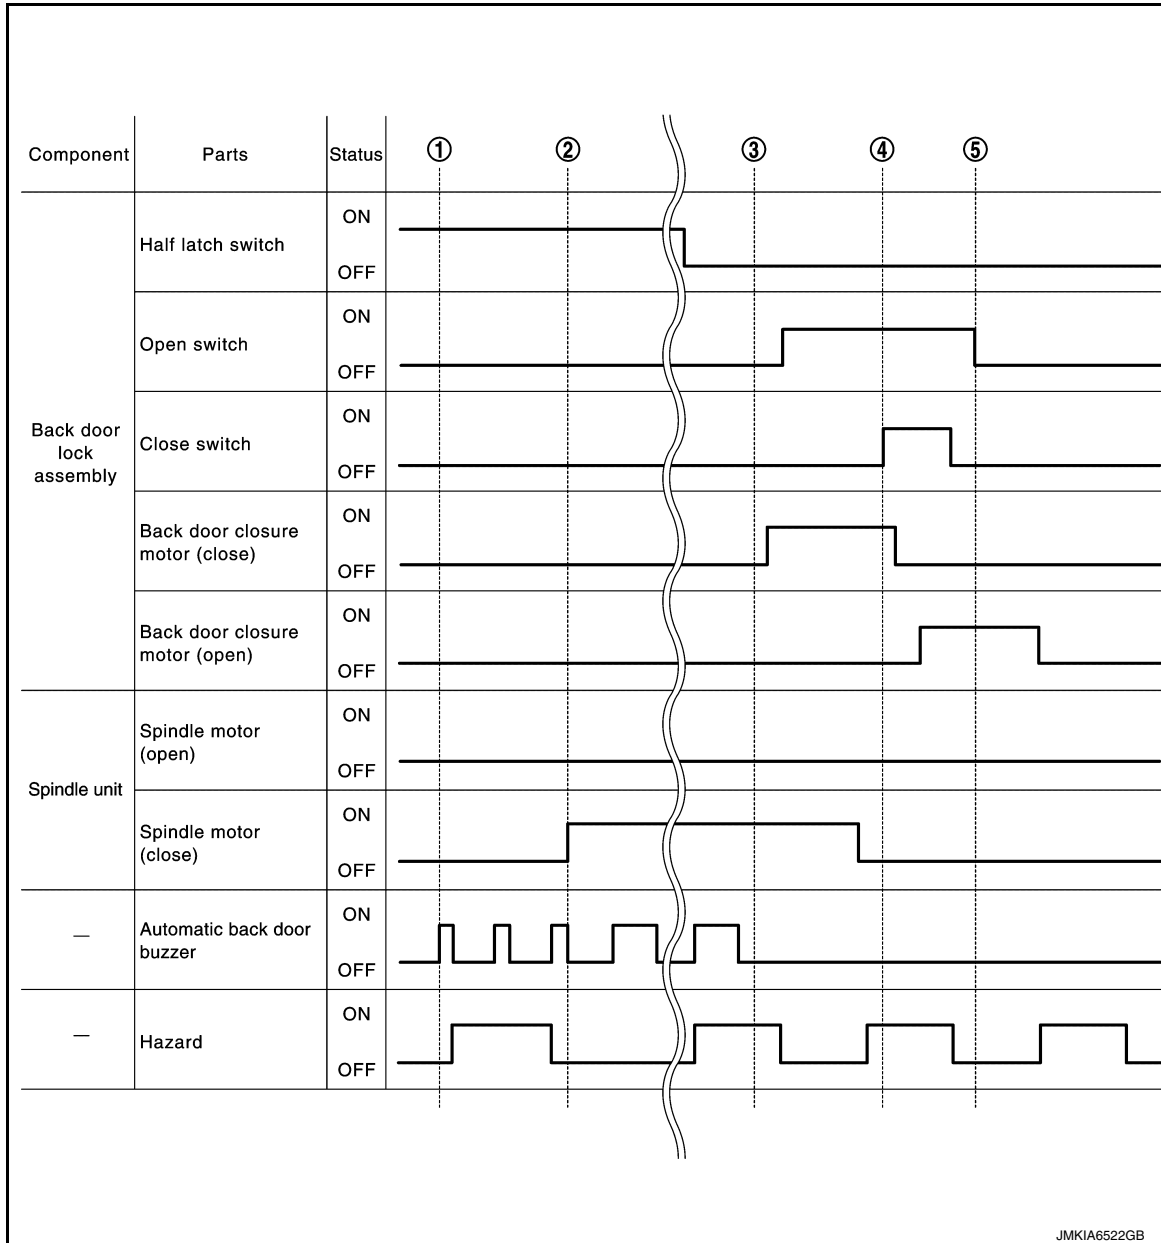 Component Parts Status ① ② ③ ④ ⑤
Back door
lock
assembly
Half latch switch
ON
OFF
Open switch
ON
OFF
Close switch
ON
OFF
Back door closure
motor (close)
ON
OFF
Back door closure
motor (open)
ON
OFF
Spindle unit
Spindle motor
(open)
ON
OFF
Spindle motor
(close)
ON
OFF
—
Automatic back door
buzzer
ON
OFF
—
Hazard
ON
OFF
JMKIA6522GB